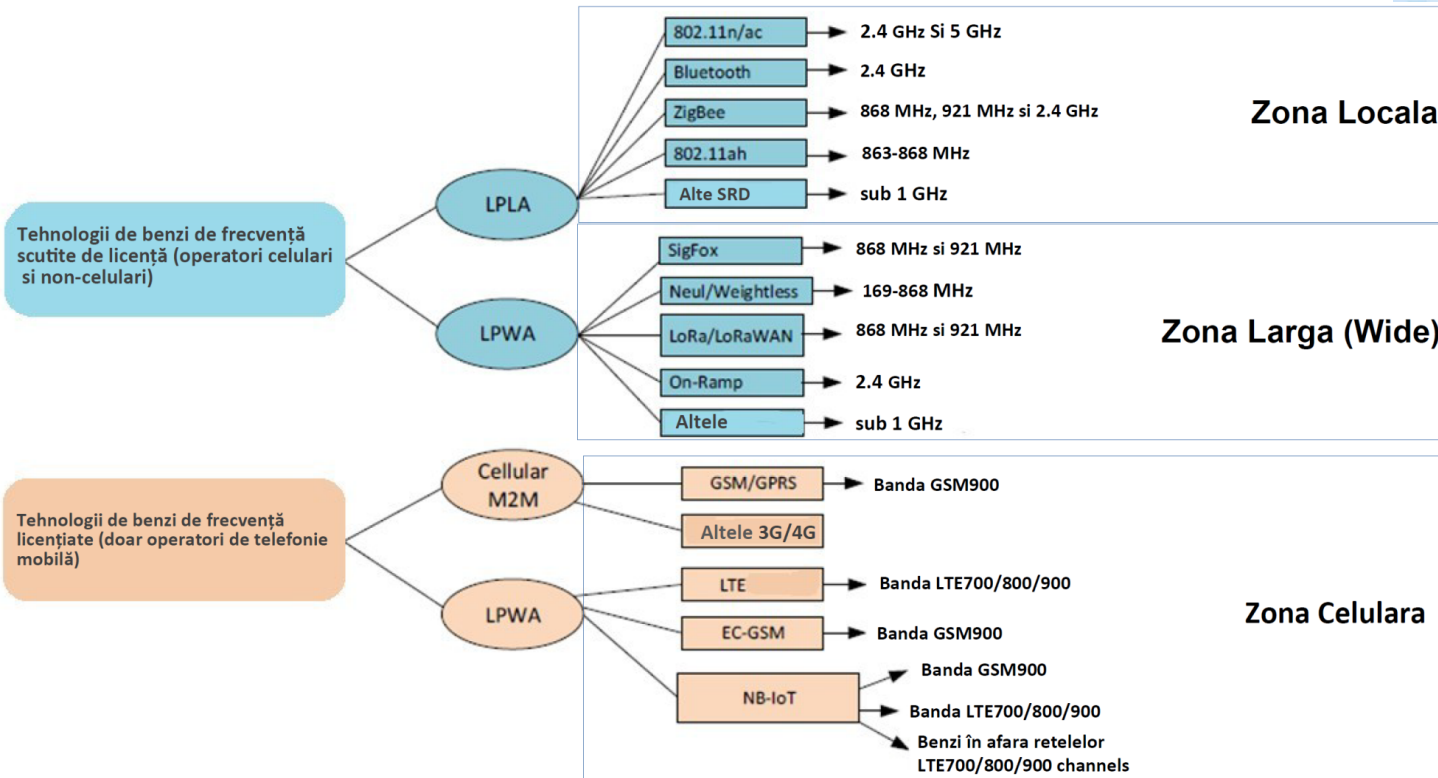 802.11n/ac
2.4 GHz Si 5 GHz
Bluetooth
2.4 GHz
ZigBee
868 MHz, 921 MHz si 2.4 GHz
802.11ah
863-868 MHz
Alte SRD
sub 1 GHz
Zona Locala
LPLA
Tehnologii de benzi de frecvență
scutite de licență (operatori celulari
si non-celulari)
LPWA
SigFox
868 MHz si 921 MHz
Neul/Weightless
169-868 MHz
LoRa/LoRaWAN
868 MHz si 921 MHz
On-Ramp
2.4 GHz
Altele
sub 1 GHz
Zona Larga (Wide)
Cellular
M2M
GSM/GPRS
Banda GSM900
Altele 3G/4G
Tehnologii de benzi de frecvență
licențiate (doar operatori de telefonie
mobilă)
LPWA
LTE
Banda LTE700/800/900
EC-GSM
Banda GSM900
NB-IoT
Banda GSM900
Banda LTE700/800/900
Benzi în afara retelelor
LTE700/800/900 channels
Zona Celulara